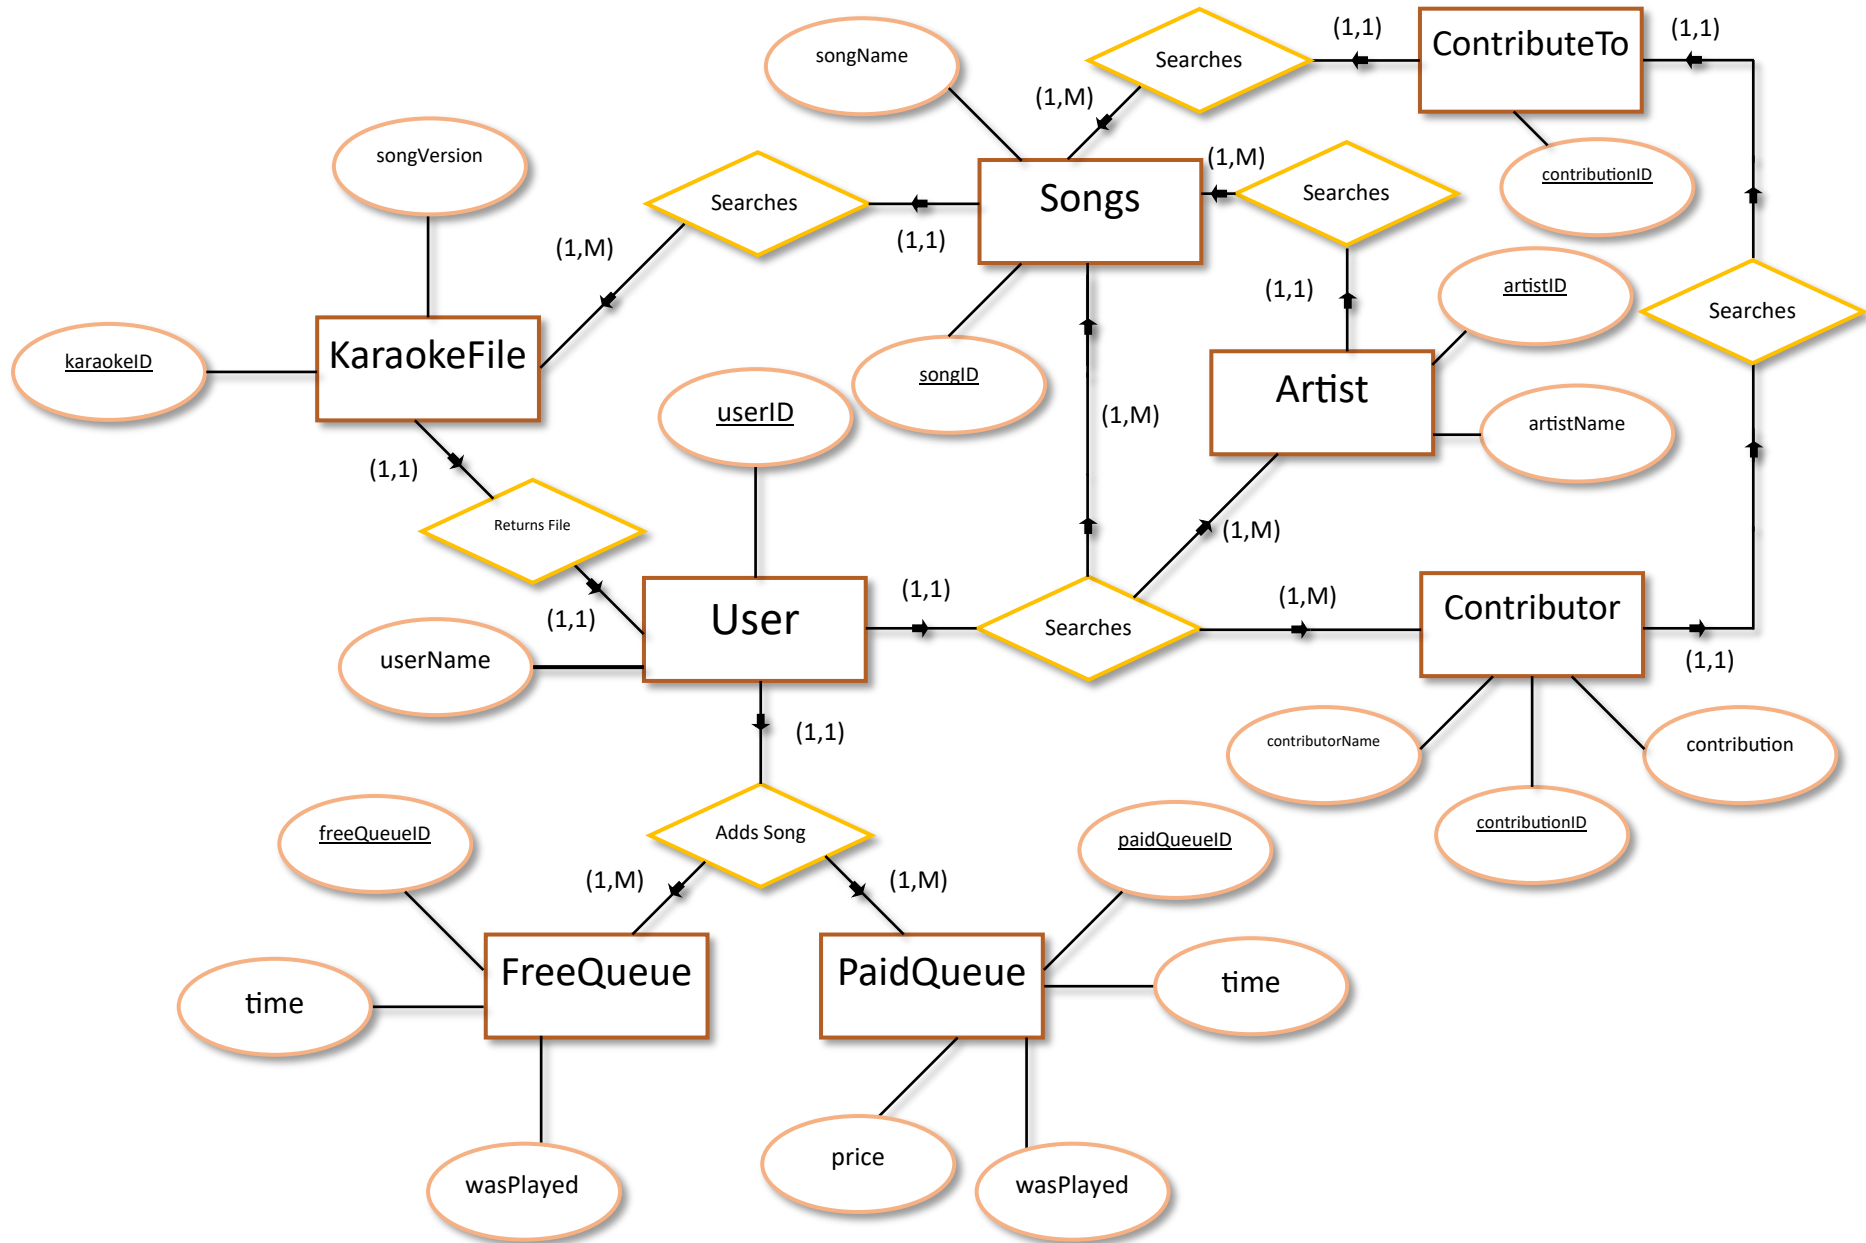 songName
Searches
(1,1)
ContributeTo
(1,1)
(1,M)
songVersion
Searches
(1,M)
Songs
Searches
contributionID
(1,M)
(1,1)
(1,1)
artistID
Searches
karaokeID
KaraokeFile
songID
Artist
userID
(1,M)
artistName
(1,1)
Returns File
(1,M)
(1,1)
(1,1)
User
Searches
(1,M)
Contributor
userName
(1,1)
(1,1)
contributorName
contribution
contributionID
freeQueueID
Adds Song
paidQueueID
(1,M)
(1,M)
FreeQueue
PaidQueue
time
time
wasPlayed
price
wasPlayed